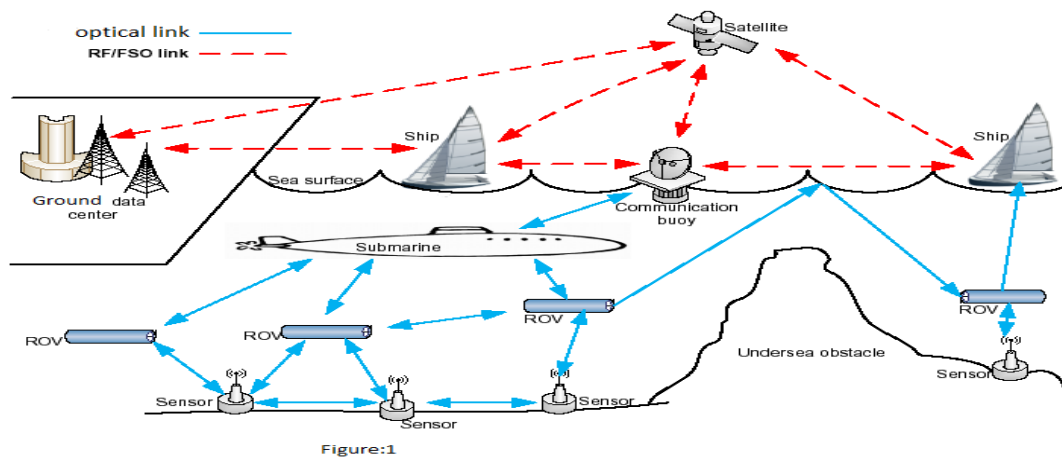 optical link
RF/FSO link
Satellite
Ship
Ship
Sea surface
Ground data
center
Communication
buoy
Submarine
ROV
ROV
ROV
ROV
Undersea obstacle
Sensor
Sensor
Sensor
Sensor
Figure:1